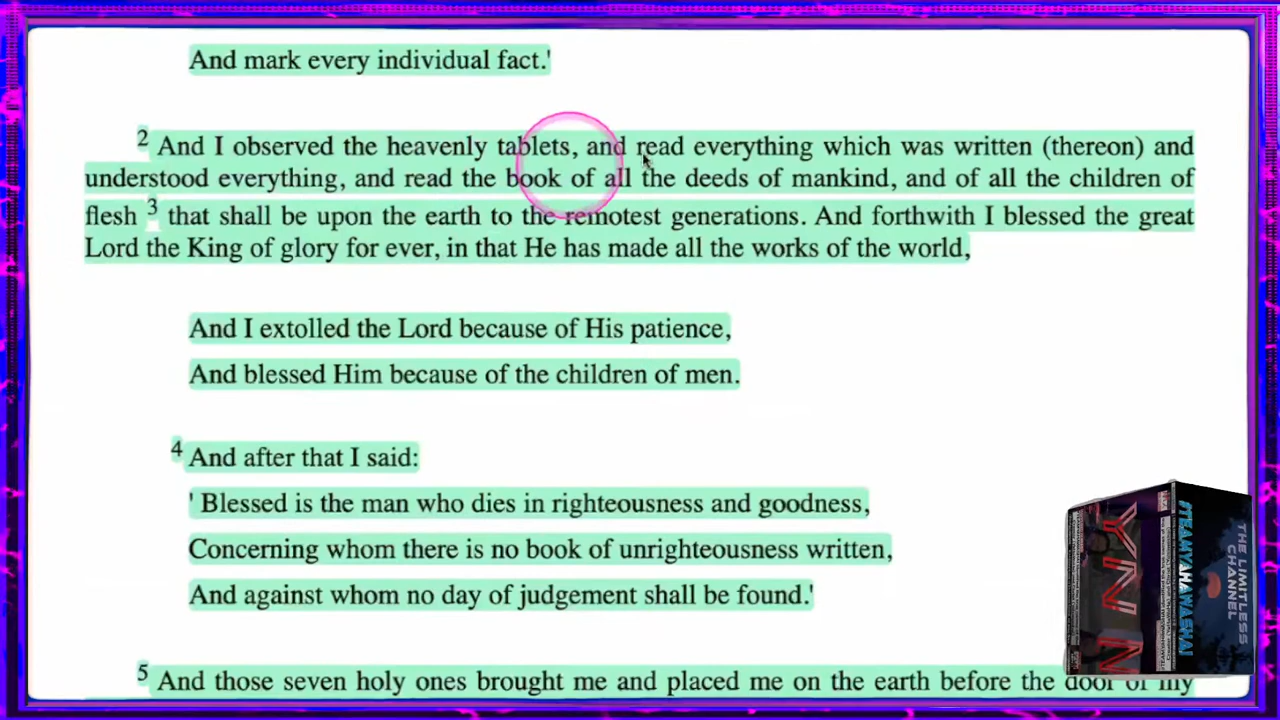 And mark every individual fact.'
2 And I observed the heavenly tablets, and read everything which was written (thereon) and
understood everything, and read the book of all the deeds of mankind, and of all the children of
flesh 3 that shall be upon the earth to the remotest generations. And forthwith I blessed the great
Lord the King of glory for ever, in that He has made all the works of the world,
And I extolled the Lord because of His patience,
And blessed Him because of the children of men.
4 And after that I said:
' Blessed is the man who dies in righteousness and goodness,
Concerning whom there is no book of unrighteousness written,
And against whom no day of judgement shall be found.'
5 And those seven holy ones brought me and placed me on the earth before the door of my
YNN
#TEAMYAHAWASHAI
THE LIMITLESS
CHANNEL